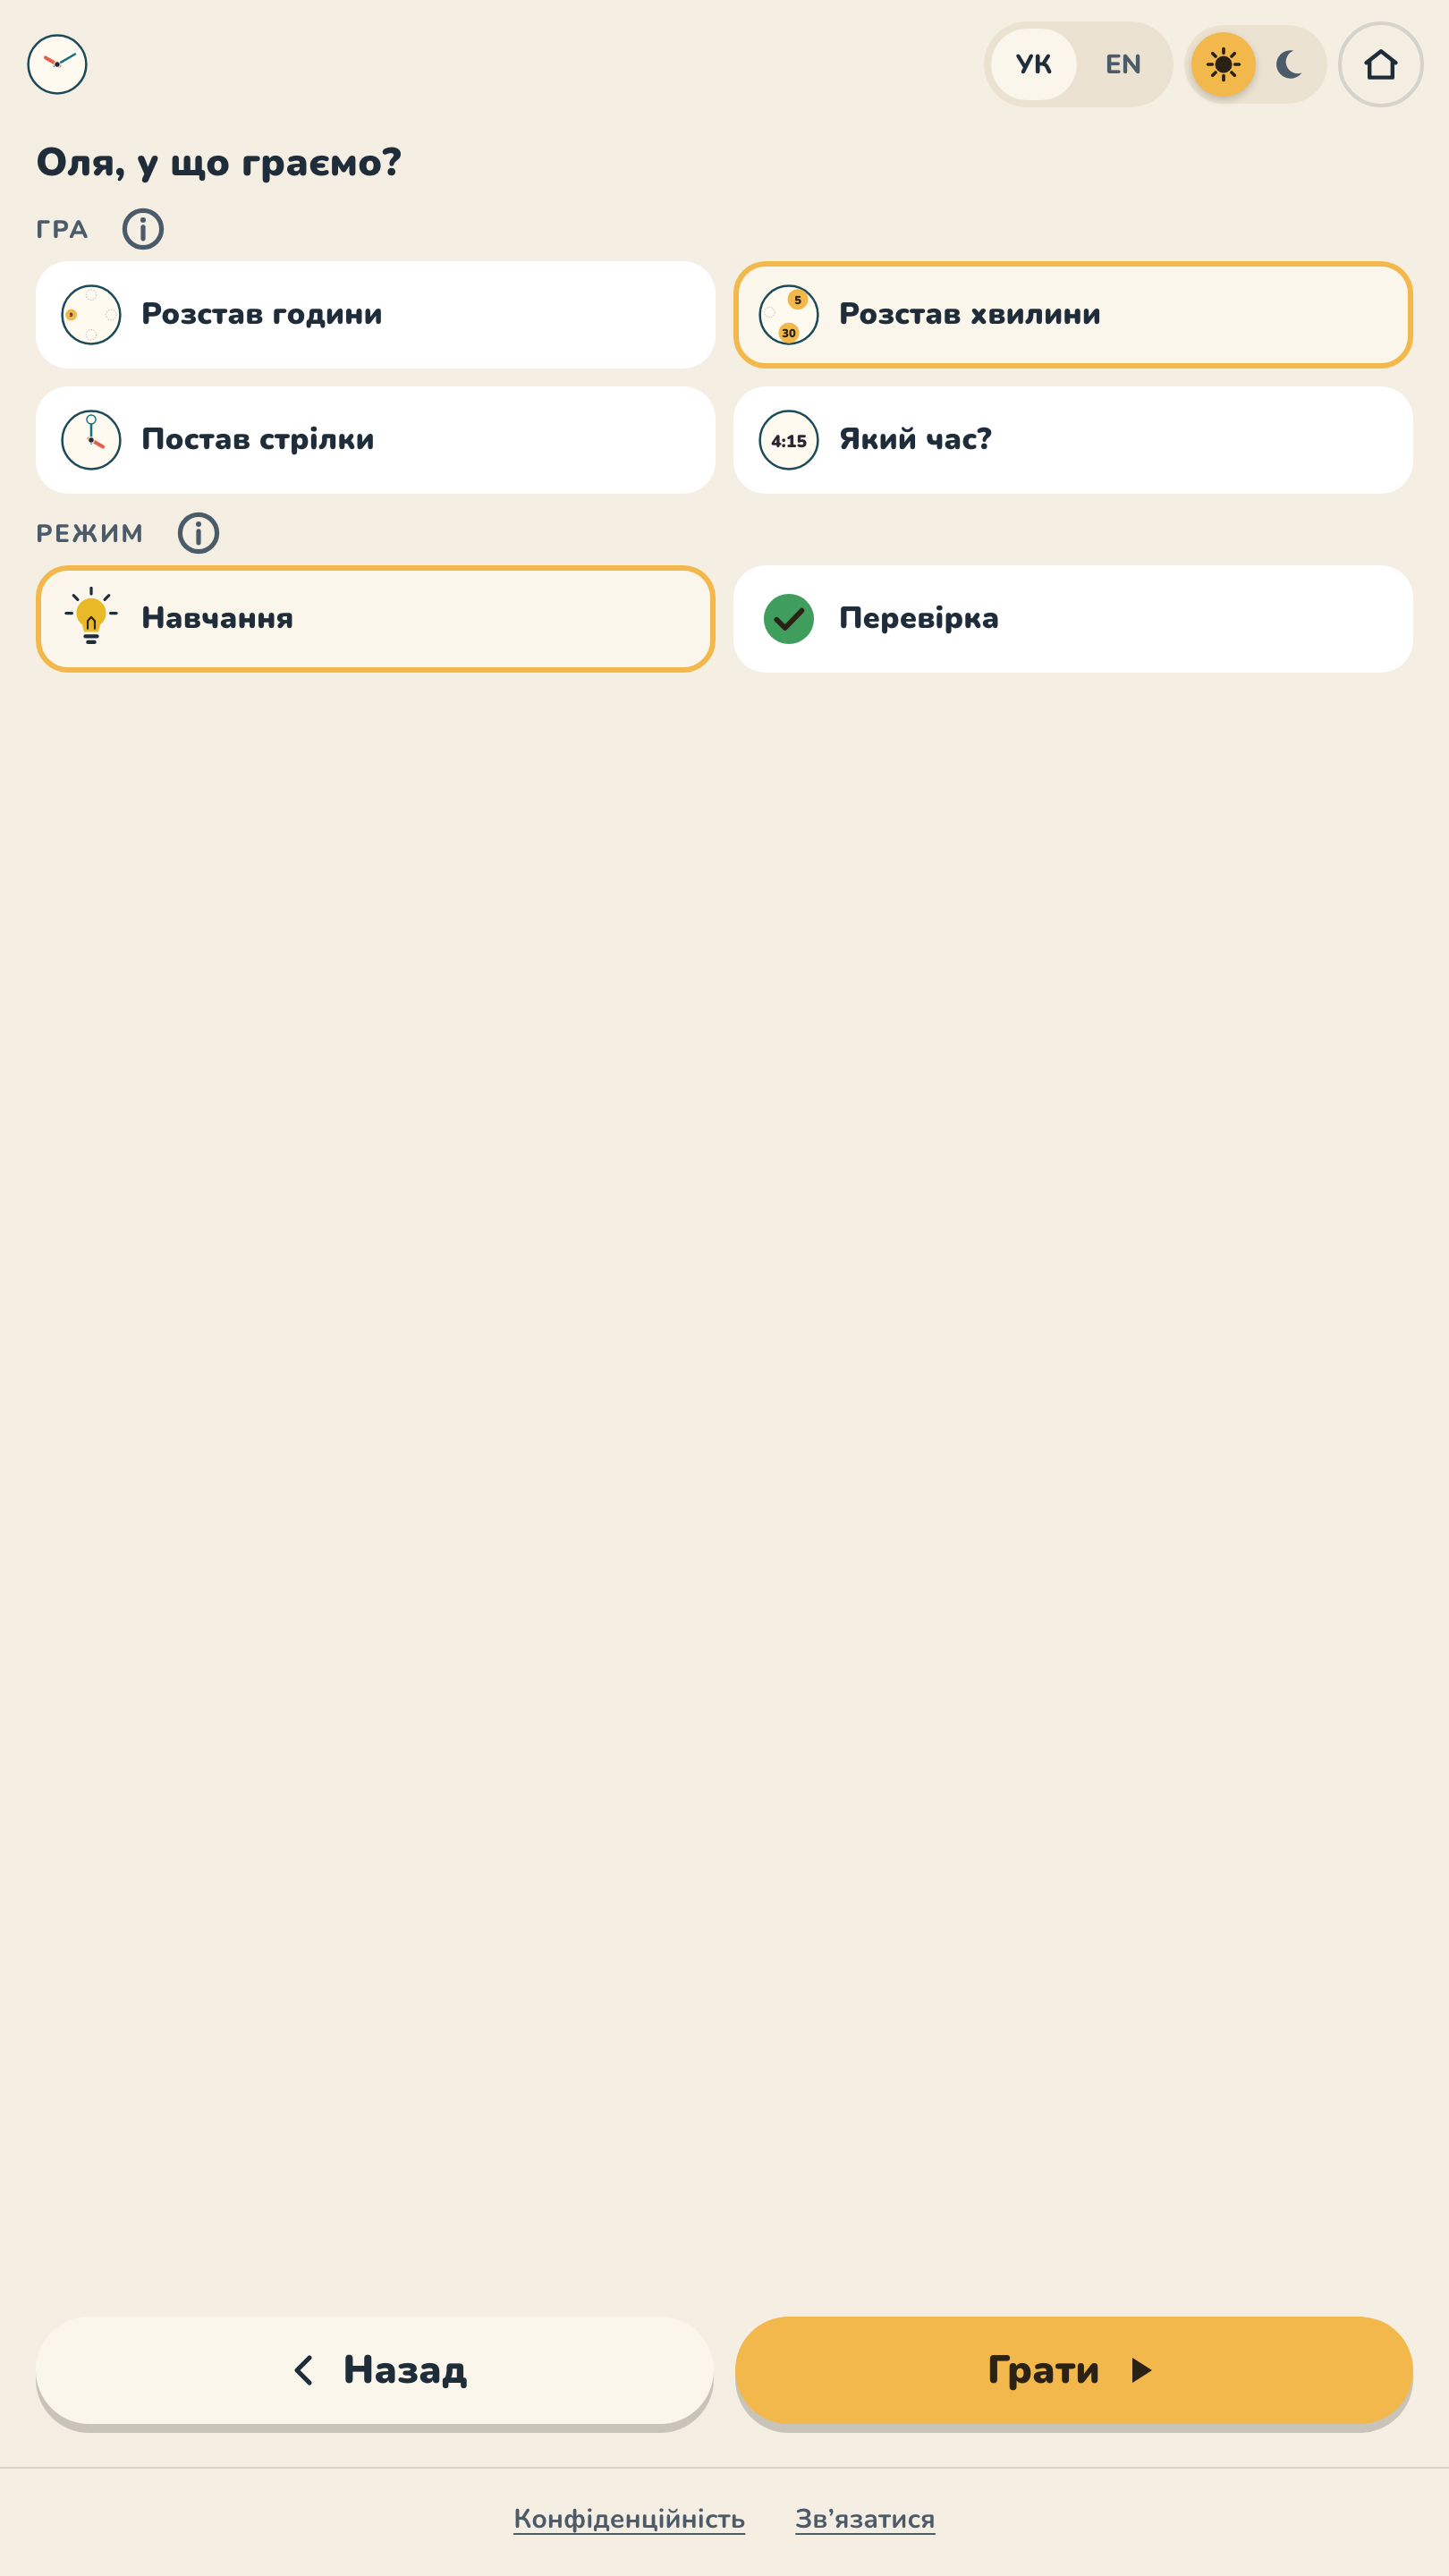 УК EN
Оля, у що граємо?
ГРА
Розстав години
5
30
Розстав хвилини
Постав стрілки
4:15
Який час?
РЕЖИМ
Навчання
Перевірка
Назад
Грати
Конфіденційність Зв’язатися